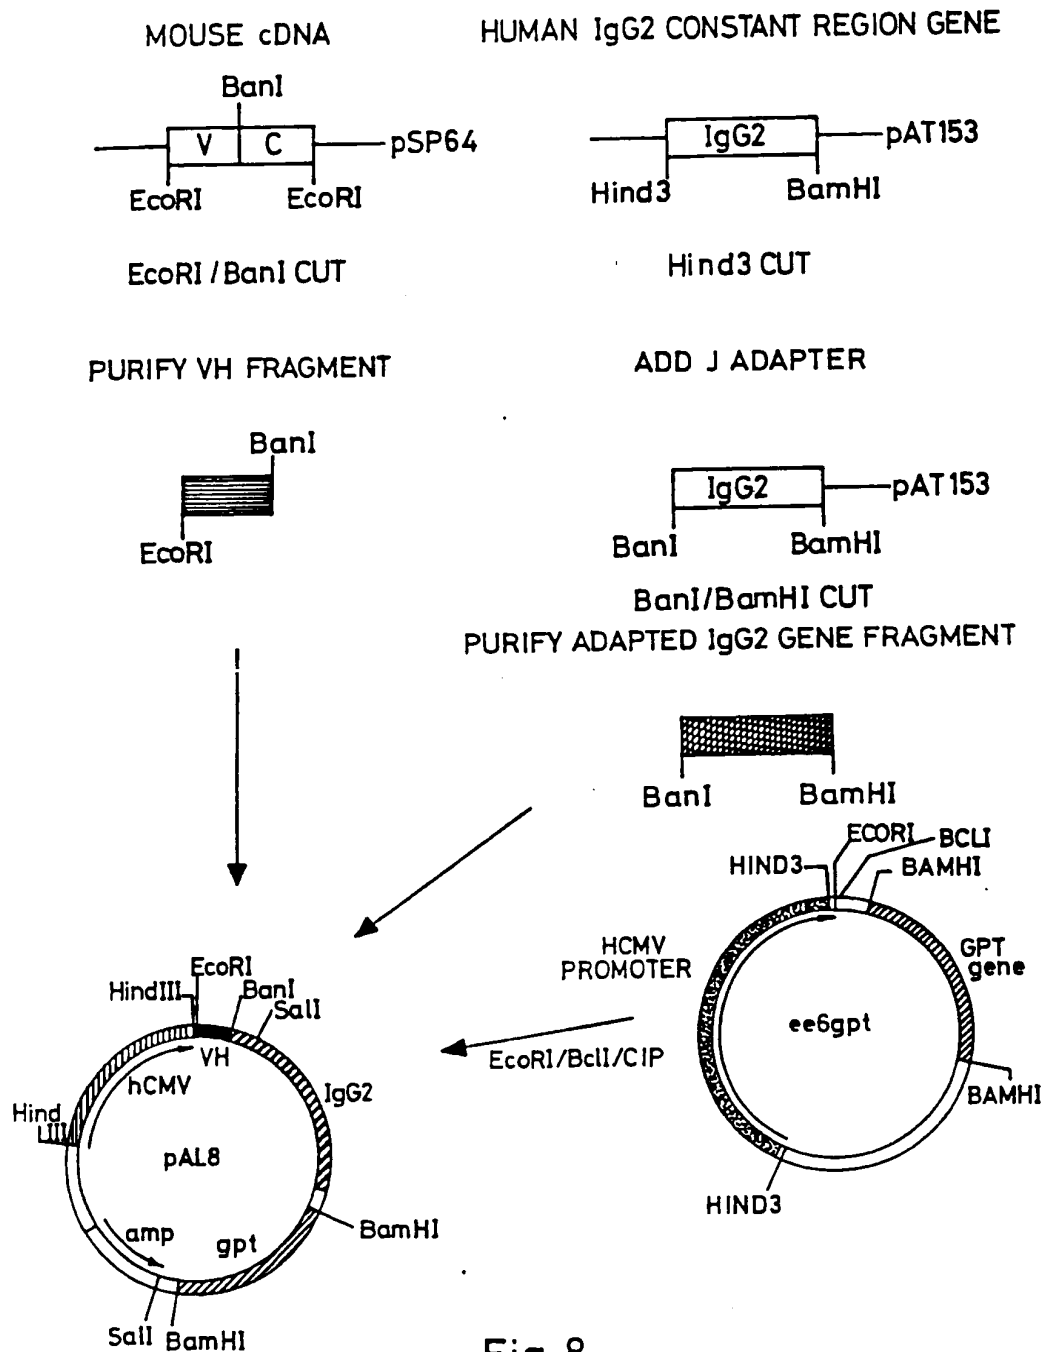 MOUSE cDNA
HUMAN IgG2 CONSTANT REGION GENE
BanI
V C
pSP64
EcoRI
EcoRI
IgG2
pAT153
Hind3
BamHI
EcoRI/BanI CUT
Hind3 CUT
PURIFY VH FRAGMENT
ADD J ADAPTER
BanI
EcoRI
IgG2
pAT153
BanI
BamHI
BanI/BamHI CUT
PURIFY ADAPTED IgG2 GENE FRAGMENT
BanI
BamHI
ECORI
BCLI
HIND3
BAMHI
HCMV
PROMOTER
GPT
gene
ee6gpt
BAMHI
HIND3
EcoRI/BclI/CIP
EcoRI
HindIII
BanI
SalI
VH
hCMV
IgG2
Hind
III
pAL8
amp
gpt
BamHI
SalI
BamHI
Fig. 8